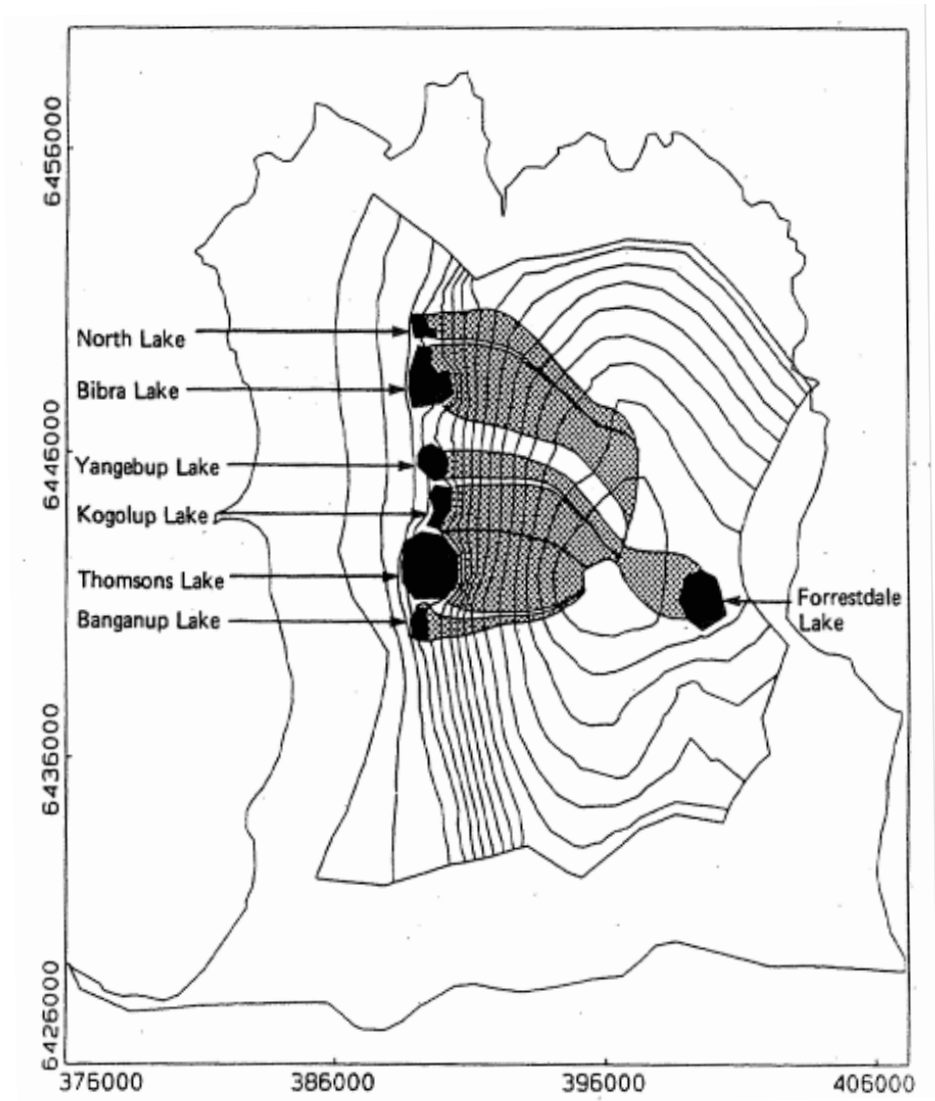 6456000
North Lake
Bibra Lake
6446000
Yangebup Lake
Kogolup Lake
Thomsons Lake
Banganup Lake
Forrestdale
Lake
6436000
6426000
375000
386000
396000
406000